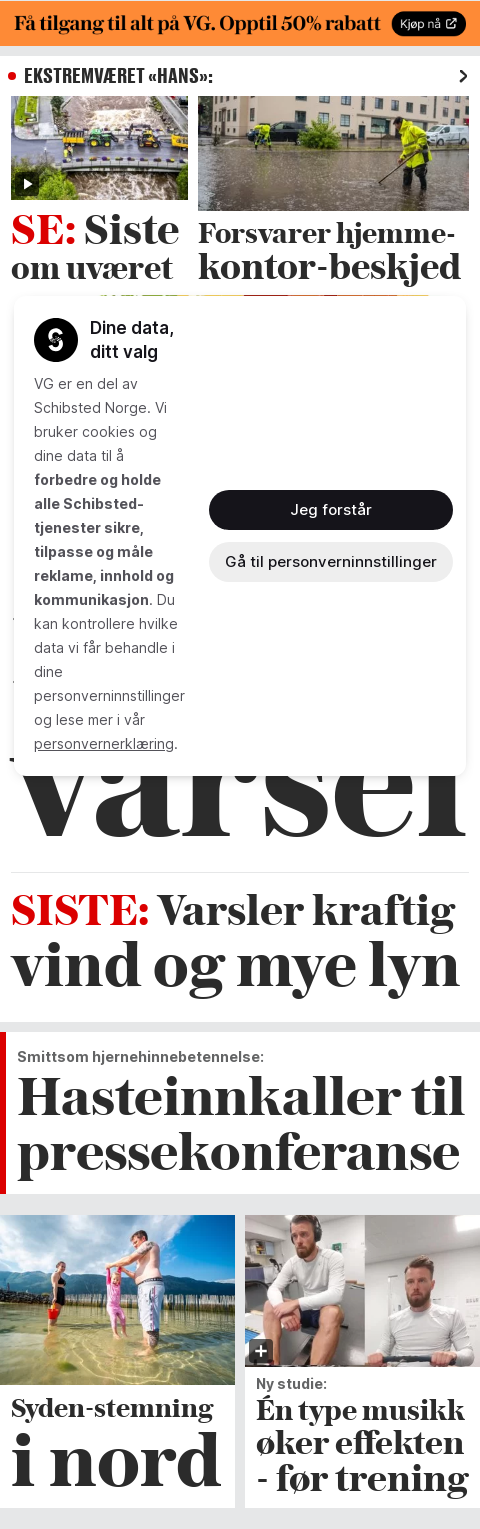 Få tilgang til alt på VG. Opptil 50% rabatt
Kjøp nå
EKSTREMVÆRET «HANS»:
SE: Siste
om uværet
Forsvarer hjemme-
kontor-beskjed
Dine data,
ditt valg
VG er en del av
Schibsted Norge. Vi
bruker cookies og
dine data til å
forbedre og holde
alle Schibsted-
tjenester sikre,
tilpasse og måle
reklame, innhold og
kommunikasjon. Du
kan kontrollere hvilke
data vi får behandle i
dine
personverninnstillinger
og lese mer i vår
personvernerklæring.
Jeg forstår
Gå til personverninnstillinger
SISTE: Varsler kraftig
vind og mye lyn
Smittsom hjernehinnebetennelse:
Hasteinnkaller til
pressekonferanse
Syden-stemning
i nord
Ny studie:
Én type musikk
øker effekten
- før trening